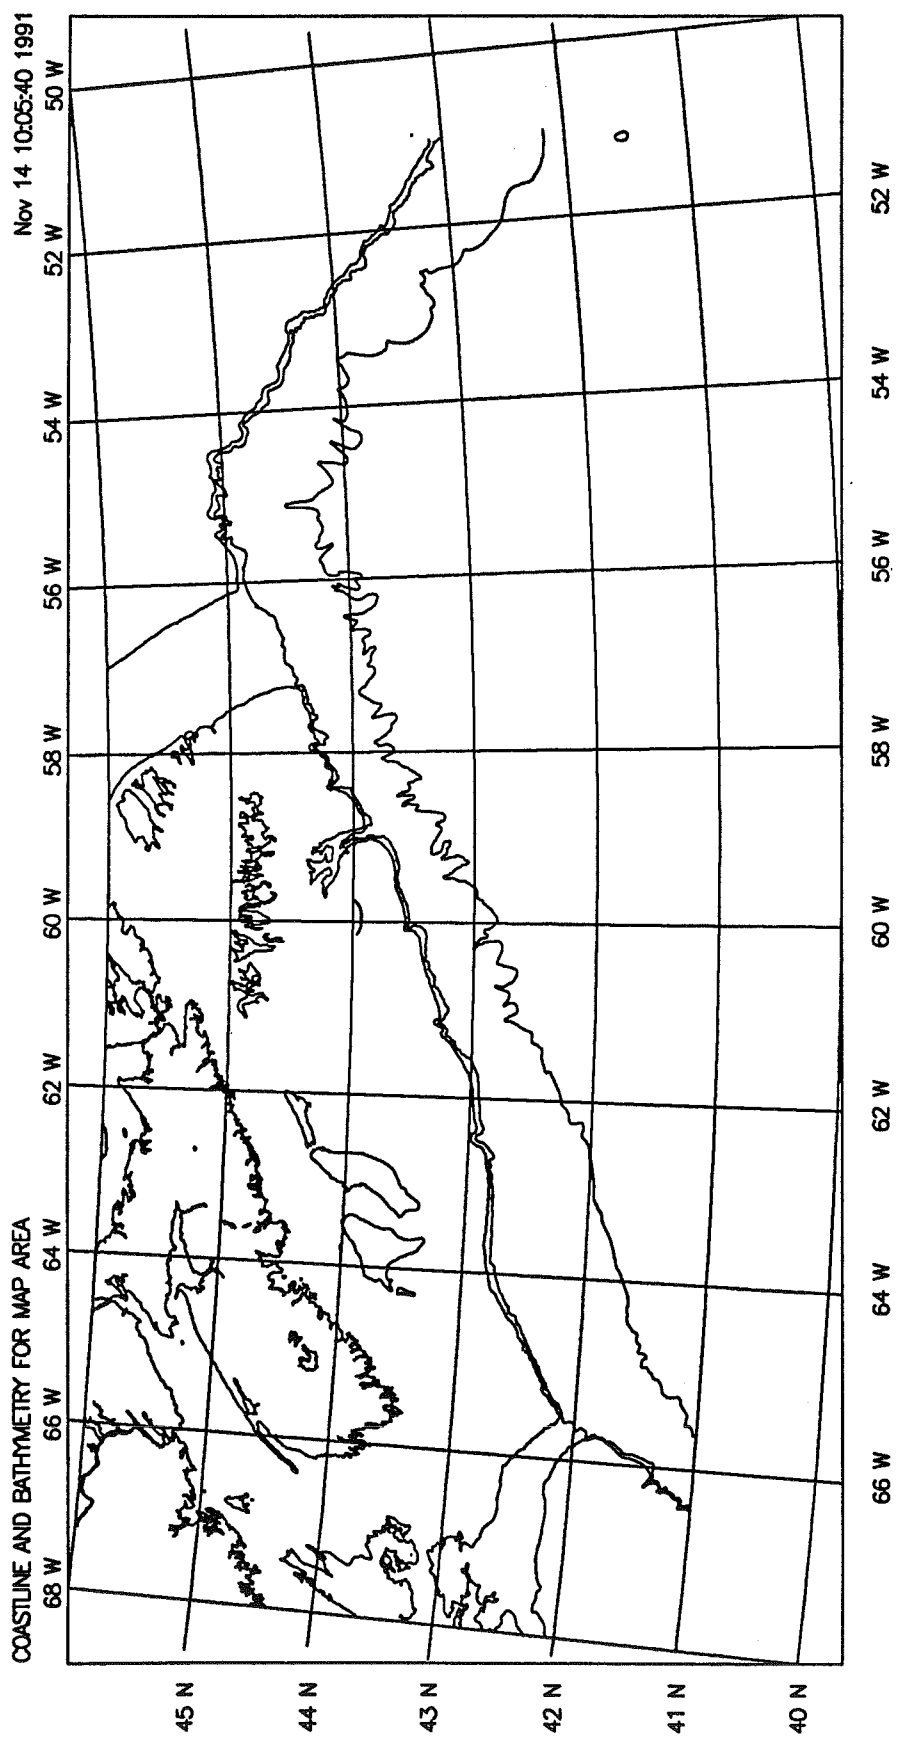 COASTLINE AND BATHYMETRY FOR MAP AREA
Nov 14 10:05:40 1991
68 W
66 W
64 W
62 W
60 W
58 W
56 W
54 W
52 W
50 W
45 N
44 N
43 N
42 N
41 N
40 N
66 W
64 W
62 W
60 W
58 W
56 W
54 W
52 W